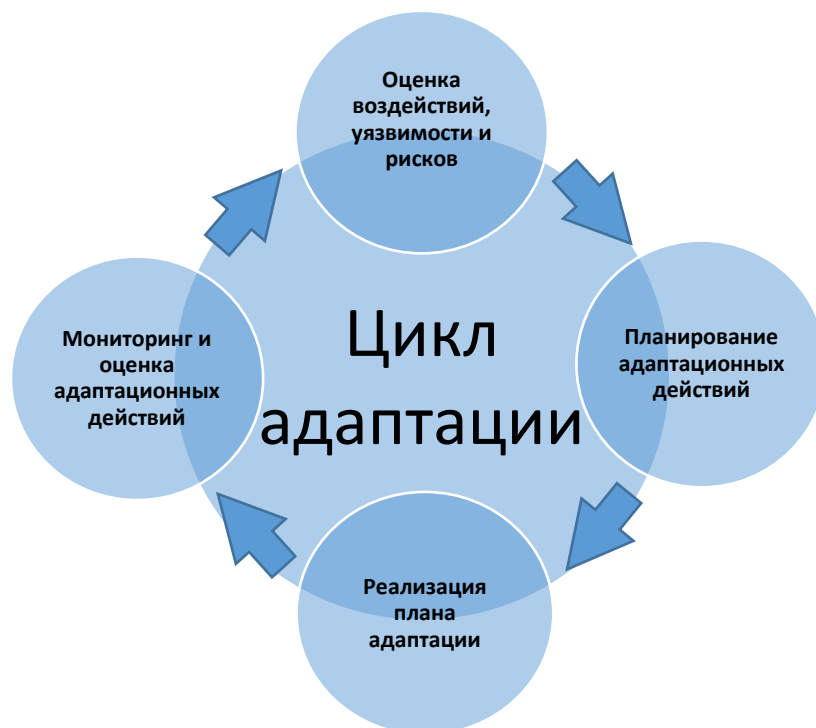 Оценка
воздействий,
уязвимости и
рисков
Планирование
адаптационных
действий
Реализация
плана
адаптации
Мониторинг и
оценка
адаптационных
действий
Цикл
адаптации